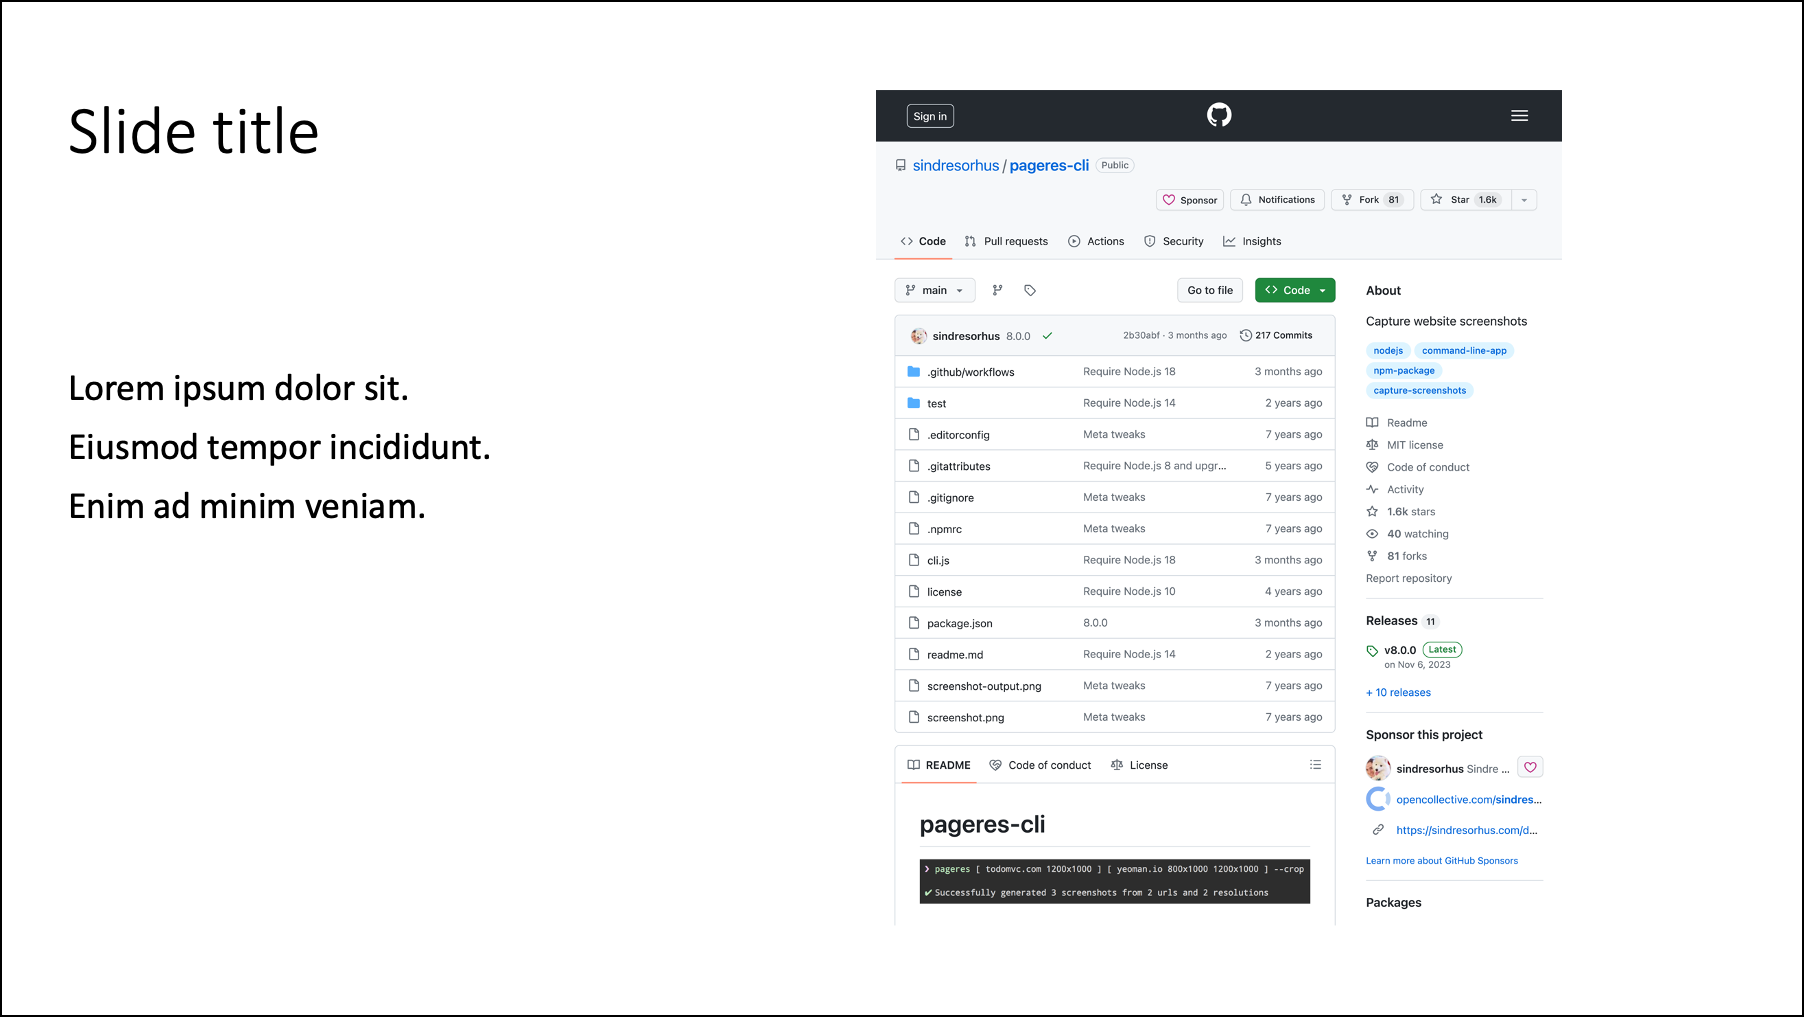 Slide title
Lorem ipsum dolor sit.
Eiusmod tempor incididunt.
Enim ad minim veniam.
Sign in
sindresorhus / pageres-cli Public
Sponsor Notifications Fork 81 Star 1.6k
Code Pull requests Actions Security Insights
main Go to file Code
sindresorhus 8.0.0 2b30abf · 3 months ago 217 Commits
.github/workflows Require Node.js 18 3 months ago
test Require Node.js 14 2 years ago
.editorconfig Meta tweaks 7 years ago
.gitattributes Require Node.js 8 and upgr... 5 years ago
.gitignore Meta tweaks 7 years ago
.npmrc Meta tweaks 7 years ago
cli.js Require Node.js 18 3 months ago
license Require Node.js 10 4 years ago
package.json 8.0.0 3 months ago
readme.md Require Node.js 14 2 years ago
screenshot-output.png Meta tweaks 7 years ago
screenshot.png Meta tweaks 7 years ago
README Code of conduct License
pageres-cli
❯ pageres [ todomvc.com 1200x1000 ] [ yeoman.io 800x1000 1200x1000 ] --crop
✔ Successfully generated 3 screenshots from 2 urls and 2 resolutions
About
Capture website screenshots
nodejs command-line-app
npm-package
capture-screenshots
Readme
MIT license
Code of conduct
Activity
1.6k stars
40 watching
81 forks
Report repository
Releases 11
v8.0.0 Latest
on Nov 6, 2023
+ 10 releases
Sponsor this project
sindresorhus Sindre ...
opencollective.com/sindres...
https://sindresorhus.com/d...
Learn more about GitHub Sponsors
Packages